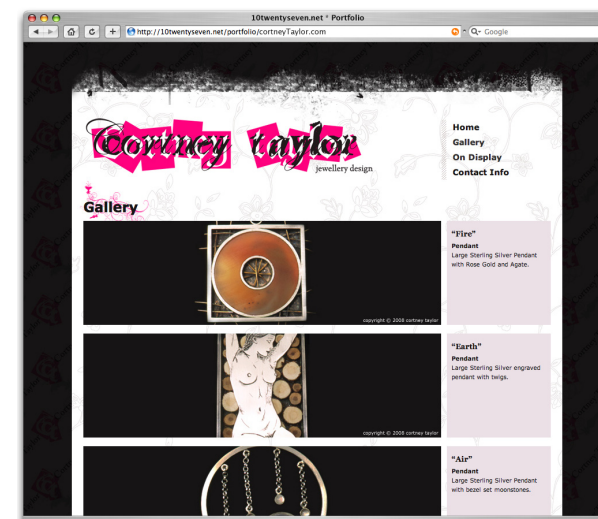 10twentyseven.net * Portfolio
http://10twentyseven.net/portfolio/cortneyTaylor.com
Google
Cortney taylor
jewellery design
Home
Gallery
On Display
Contact Info
Gallery
copyright © 2008 cortney taylor
“Fire”
Pendant
Large Sterling Silver Pendant
with Rose Gold and Agate.
copyright © 2008 cortney taylor
“Earth”
Pendant
Large Sterling Silver engraved
pendant with twigs.
“Air”
Pendant
Large Sterling Silver Pendant
with bezel set moonstones.